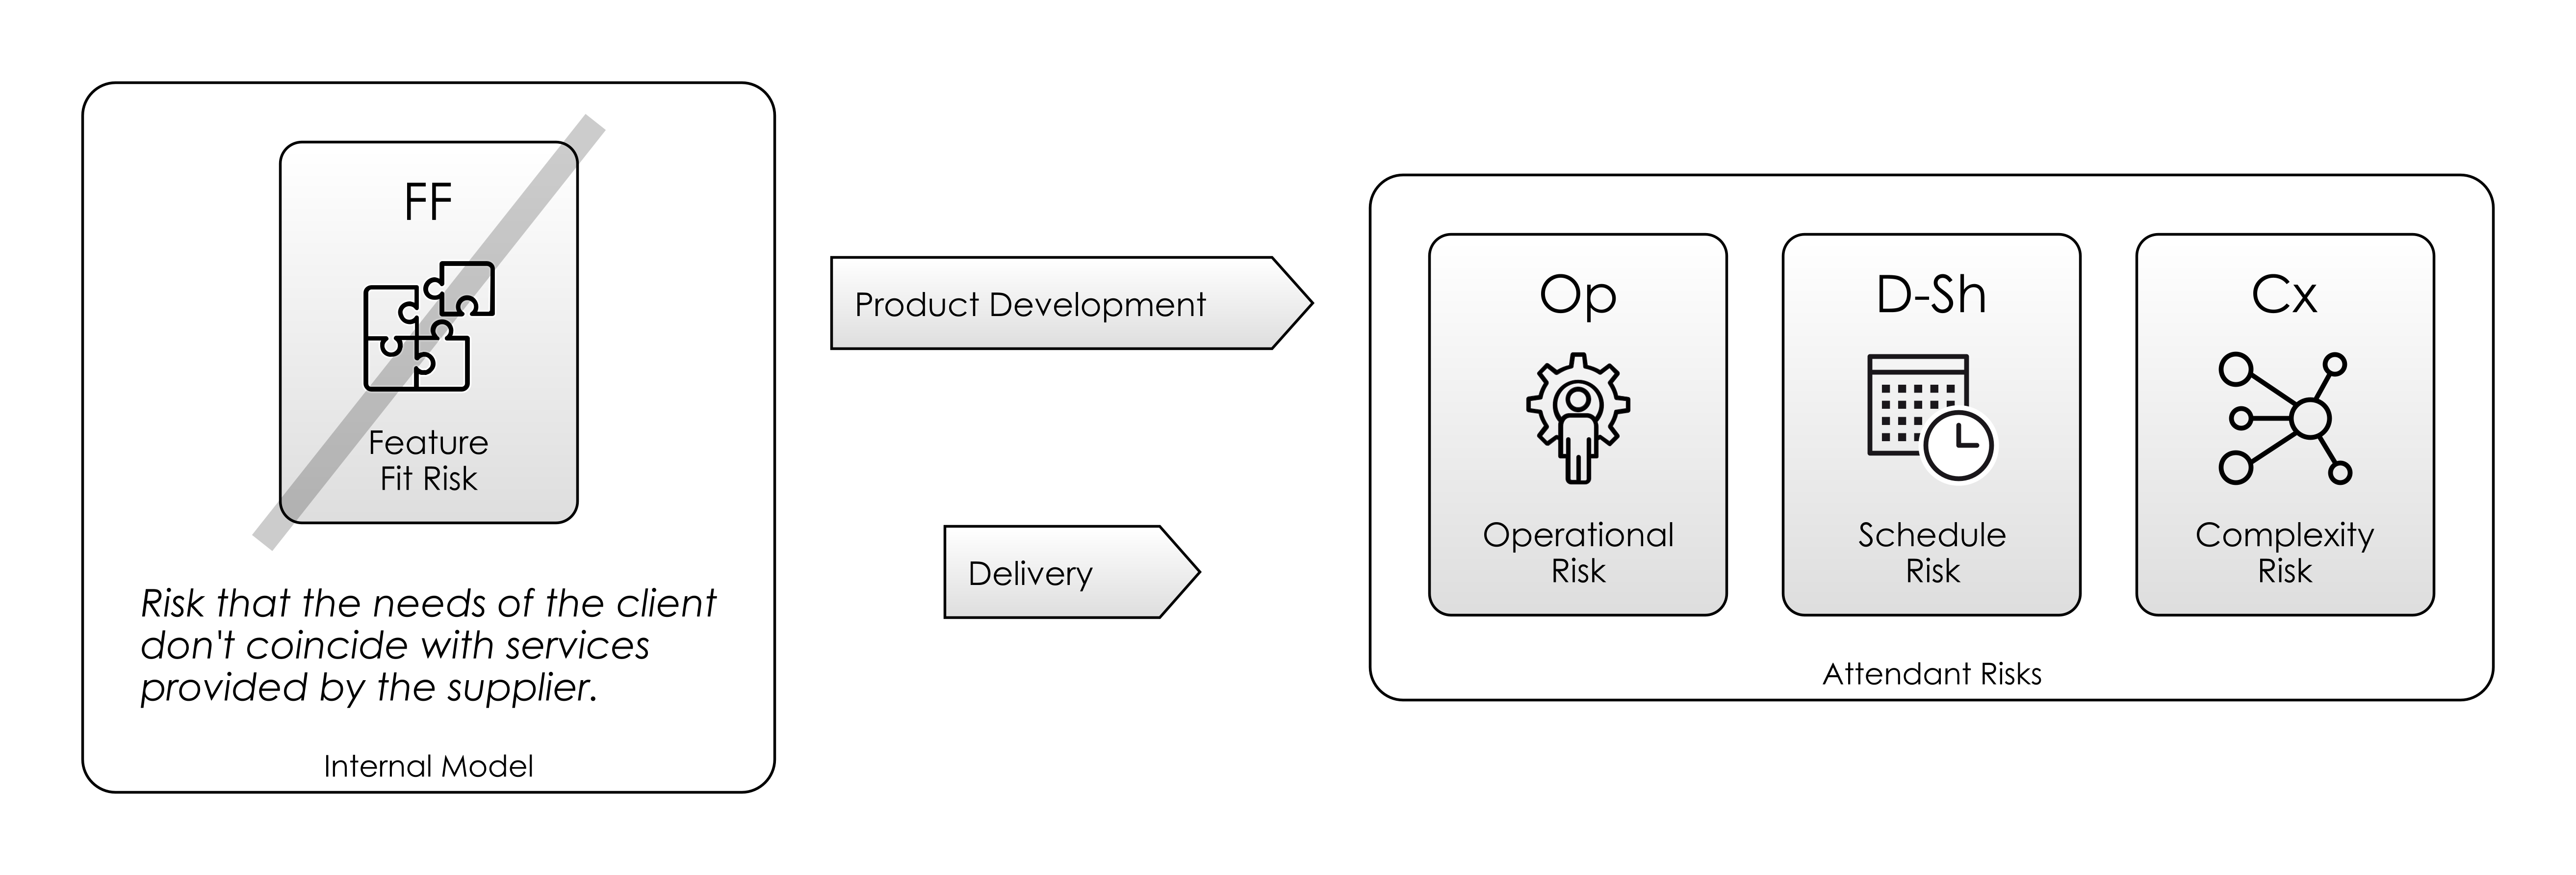 FF
Feature
Fit Risk
Risk that the needs of the client
don't coincide with services
provided by the supplier.
Internal Model
Product Development
Delivery
Op
Operational
Risk
D-Sh
Schedule
Risk
Cx
Complexity
Risk
Attendant Risks